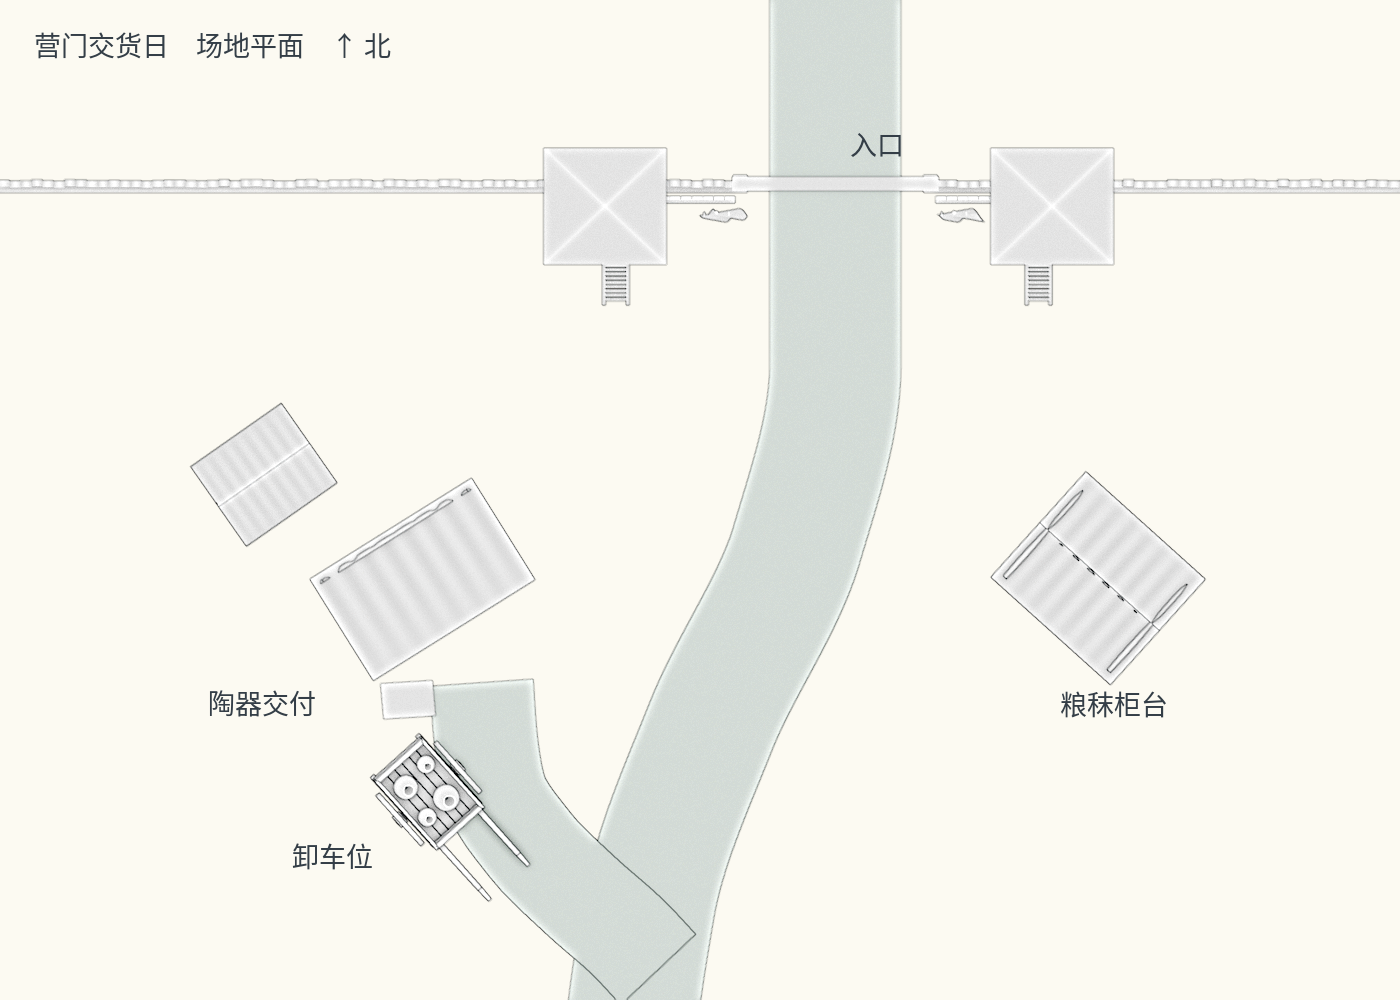 营门交货日　场地平面　↑ 北
入口
陶器交付
粮秣柜台
卸车位